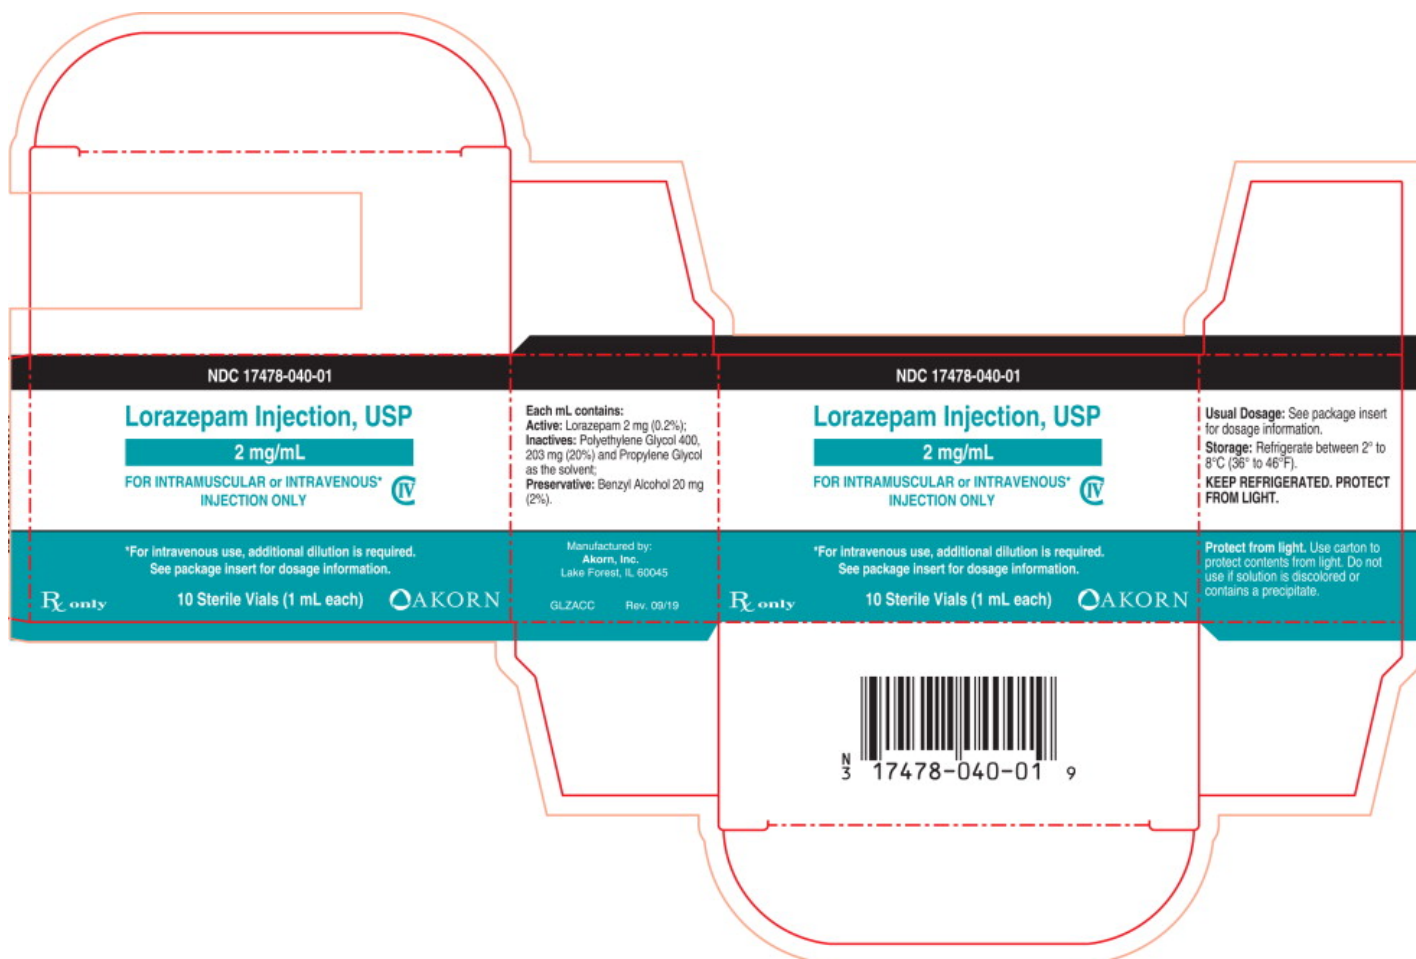 NDC 17478-040-01
Lorazepam Injection, USP
2 mg/mL
FOR INTRAMUSCULAR or INTRAVENOUS*
INJECTION ONLY
CIV
*For intravenous use, additional dilution is required.
See package insert for dosage information.
Rx only
10 Sterile Vials (1 mL each)
AKORN
Each mL contains:
Active: Lorazepam 2 mg (0.2%);
Inactives: Polyethylene Glycol 400,
203 mg (20%) and Propylene Glycol
as the solvent;
Preservative: Benzyl Alcohol 20 mg
(2%).
Manufactured by:
Akorn, Inc.
Lake Forest, IL 60045
GLZACC Rev. 09/19
NDC 17478-040-01
Lorazepam Injection, USP
2 mg/mL
FOR INTRAMUSCULAR or INTRAVENOUS*
INJECTION ONLY
CIV
*For intravenous use, additional dilution is required.
See package insert for dosage information.
Rx only
10 Sterile Vials (1 mL each)
AKORN
Usual Dosage: See package insert
for dosage information.
Storage: Refrigerate between 2° to
8°C (36° to 46°F).
KEEP REFRIGERATED. PROTECT
FROM LIGHT.
Protect from light. Use carton to
protect contents from light. Do not
use if solution is discolored or
contains a precipitate.
N
3 17478-040-01 9